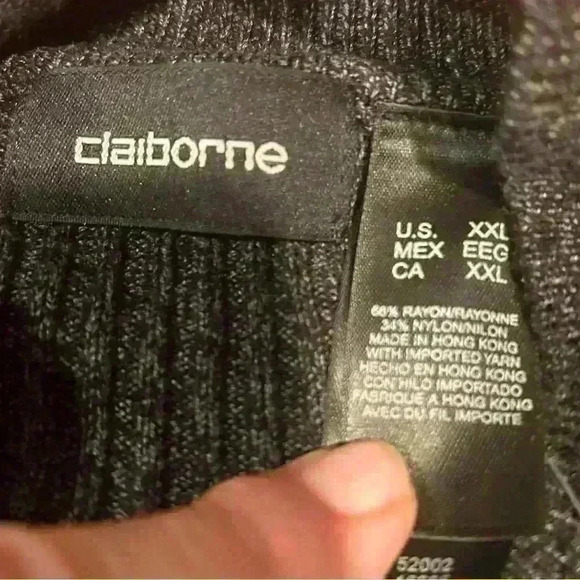 claiborne
U.S. XXL
MEX EEG
CA XXL
66% RAYON/RAYONNE
34% NYLON/NILON
MADE IN HONG KONG
WITH IMPORTED YARN
HECHO EN HONG KONG
CON HILO IMPORTADO
FABRIQUE A HONG KONG
AVEC DU FIL IMPORTE
52002